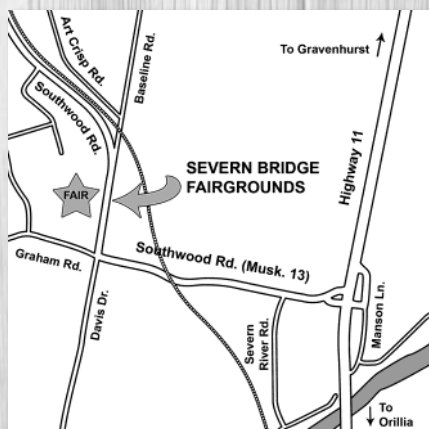 Art Crisp Rd.
Baseline Rd.
To Gravenhurst
Southwood Rd.
Highway 11
SEVERN BRIDGE
FAIRGROUNDS
FAIR
Southwood Rd. (Musk. 13)
Graham Rd.
Davis Dr.
Severn
River Rd.
Manson Ln.
To
Orillia